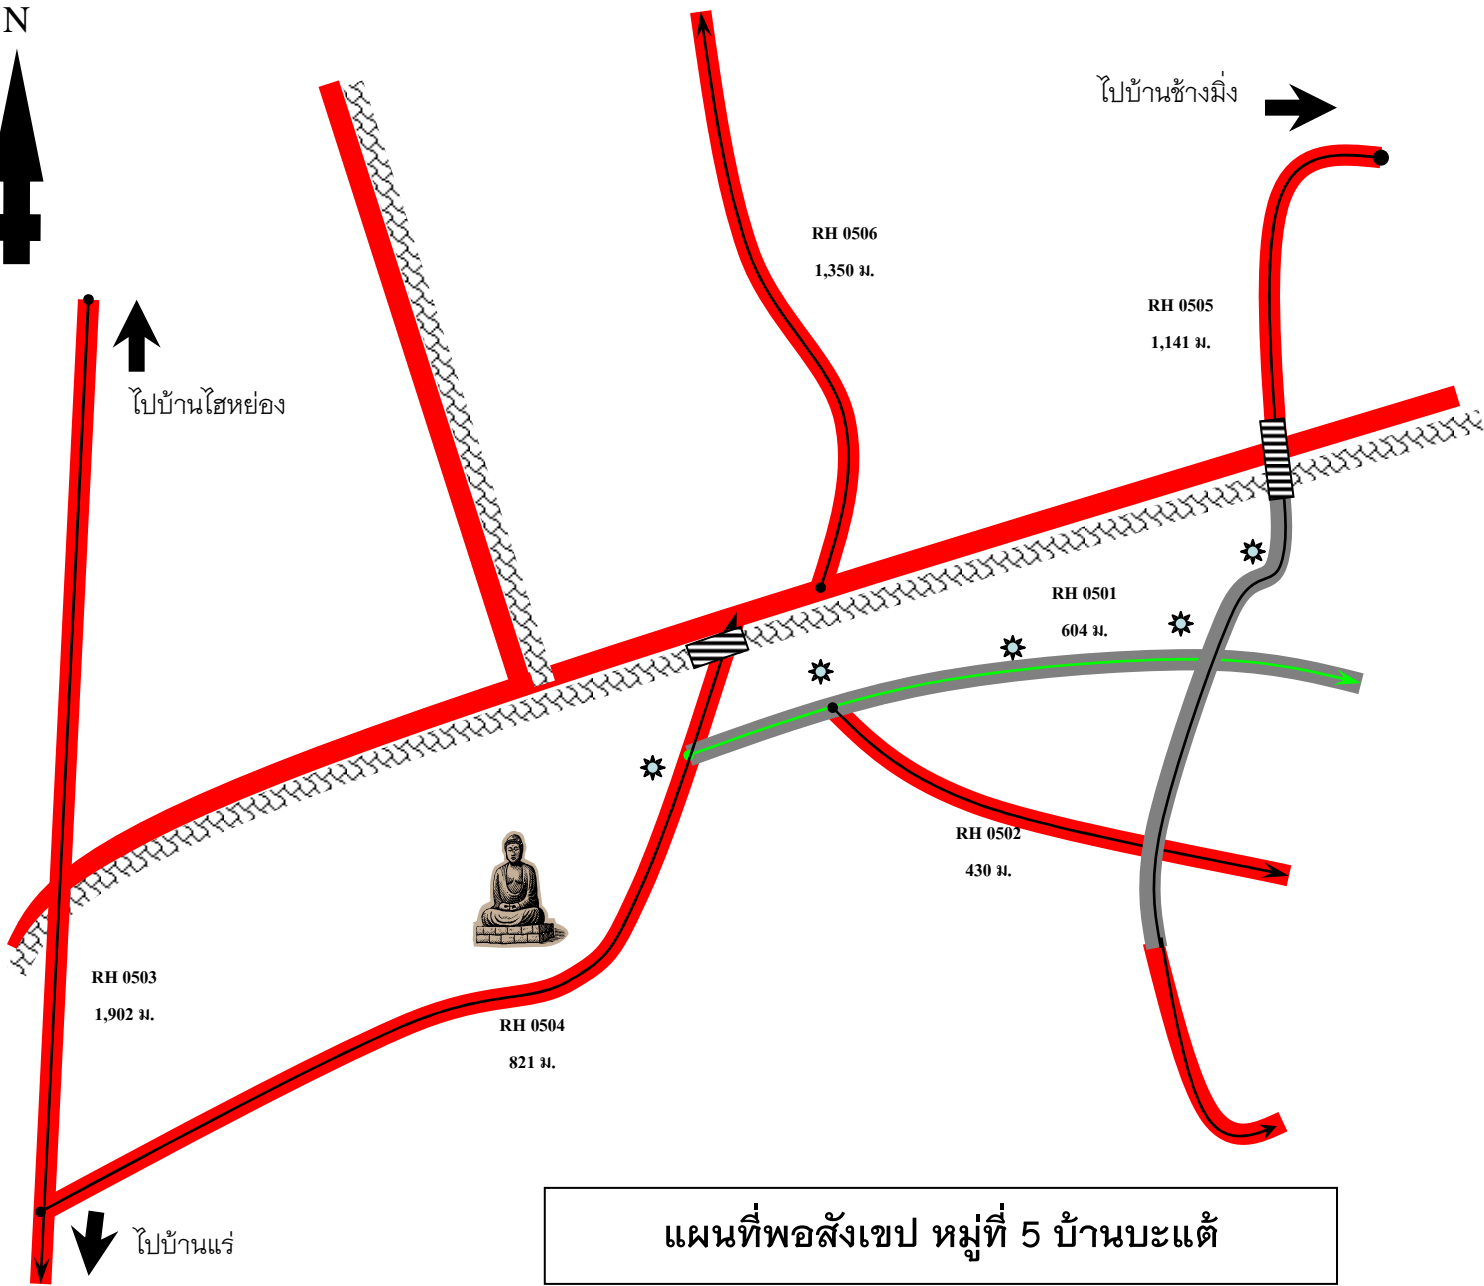 N
ไปบ้านช้างมิ่ง
RH 0506
1,350 ม.
RH 0505
1,141 ม.
ไปบ้านไฮหย่อง
RH 0501
604 ม.
RH 0502
430 ม.
RH 0503
1,902 ม.
RH 0504
821 ม.
ไปบ้านแร่
แผนที่พอสังเขป หมู่ที่ 5 บ้านบะแต้